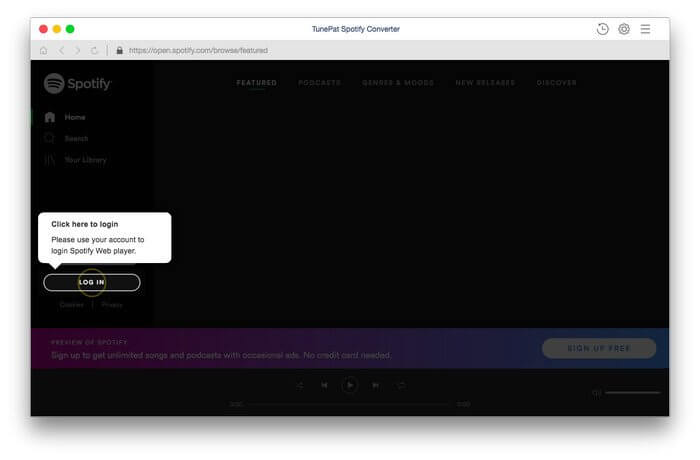 TunePat Spotify Converter
https://open.spotify.com/browse/featured
Spotify
FEATURED PODCASTS GENRES & MOODS NEW RELEASES DISCOVER
Home
Search
Your Library
Click here to login
Please use your account to
login Spotify Web player.
LOG IN
Cookies Privacy
PREVIEW OF SPOTIFY
Sign up to get unlimited songs and podcasts with occasional ads. No credit card needed.
SIGN UP FREE
0:00 0:00